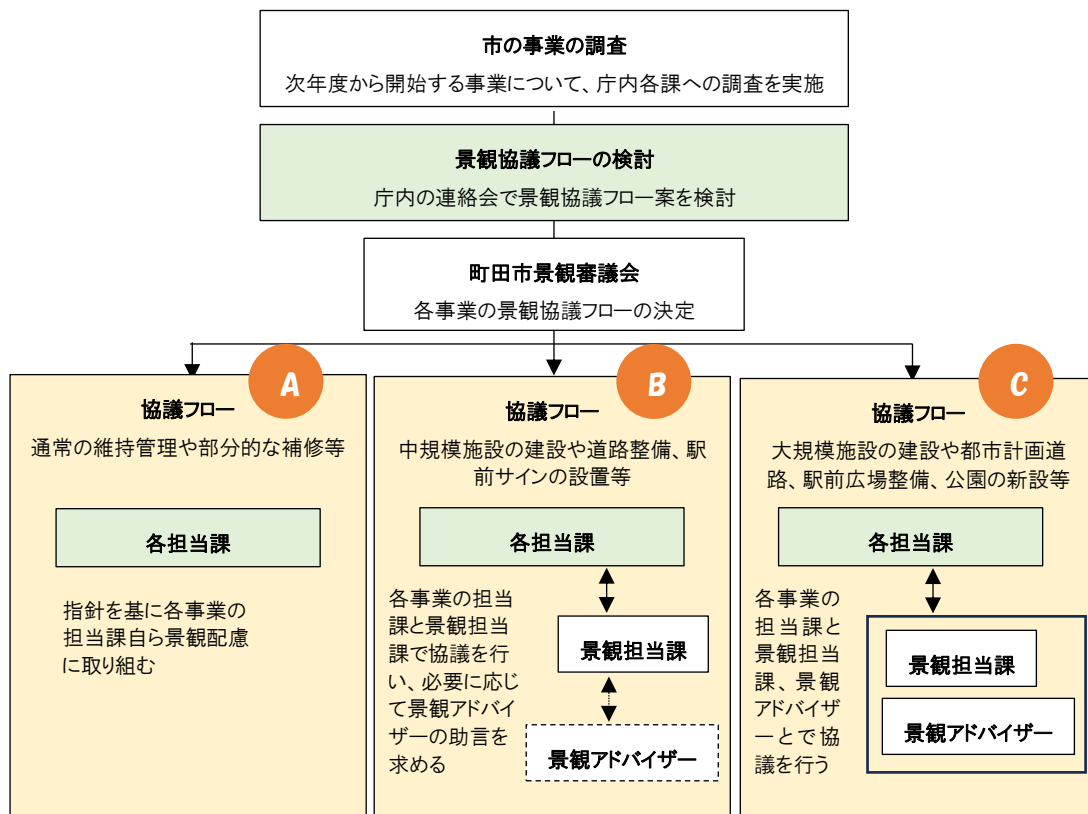 市の事業の調査
次年度から開始する事業について、庁内各課への調査を実施
景観協議フローの検討
庁内の連絡会で景観協議フロー案を検討
町田市景観審議会
各事業の景観協議フローの決定
A
協議フロー
通常の維持管理や部分的な補修等
各担当課
指針を基に各事業の
担当課自ら景観配慮
に取り組む
B
協議フロー
中規模施設の建設や道路整備、駅
前サインの設置等
各担当課
各事業の担当
課と景観担当
課で協議を行
い、必要に応じ
て景観アドバイ
ザーの助言を
求める
景観担当課
景観アドバイザー
C
協議フロー
大規模施設の建設や都市計画道
路、駅前広場整備、公園の新設等
各担当課
各事業の
担当課と
景観担当
課、景観
アドバイザ
ーとで協
議を行う
景観担当課
景観アドバイザー